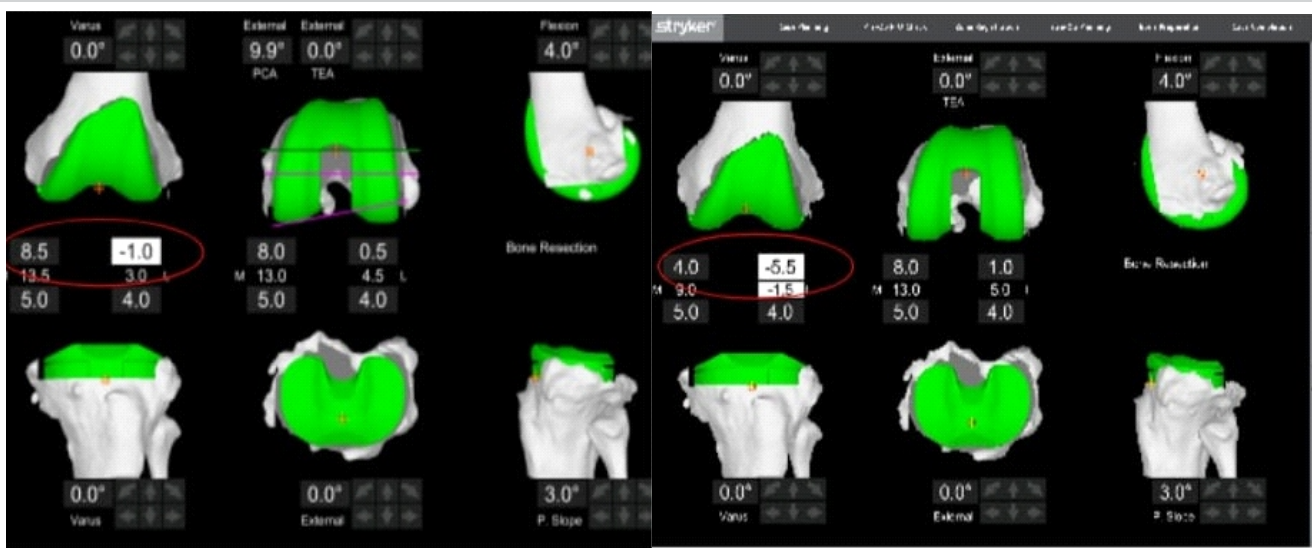 Varus
0.0°
External External
9.9° 0.0°
PCA TEA
Flexion
4.0°
8.5 -1.0
13.5 3.0 L
5.0 4.0
8.0 0.5
M 13.0 4.5 L
5.0 4.0
Bone Resection
0.0°
Varus
0.0°
External
3.0°
P. Slope
stryker
Varus
0.0°
External
0.0°
TEA
Flexion
4.0°
4.0 -5.5
M 9.0 -1.5 L
5.0 4.0
8.0 1.0
M 13.0 5.0 L
5.0 4.0
Bone Resection
0.0°
Varus
0.0°
External
3.0°
P. Slope